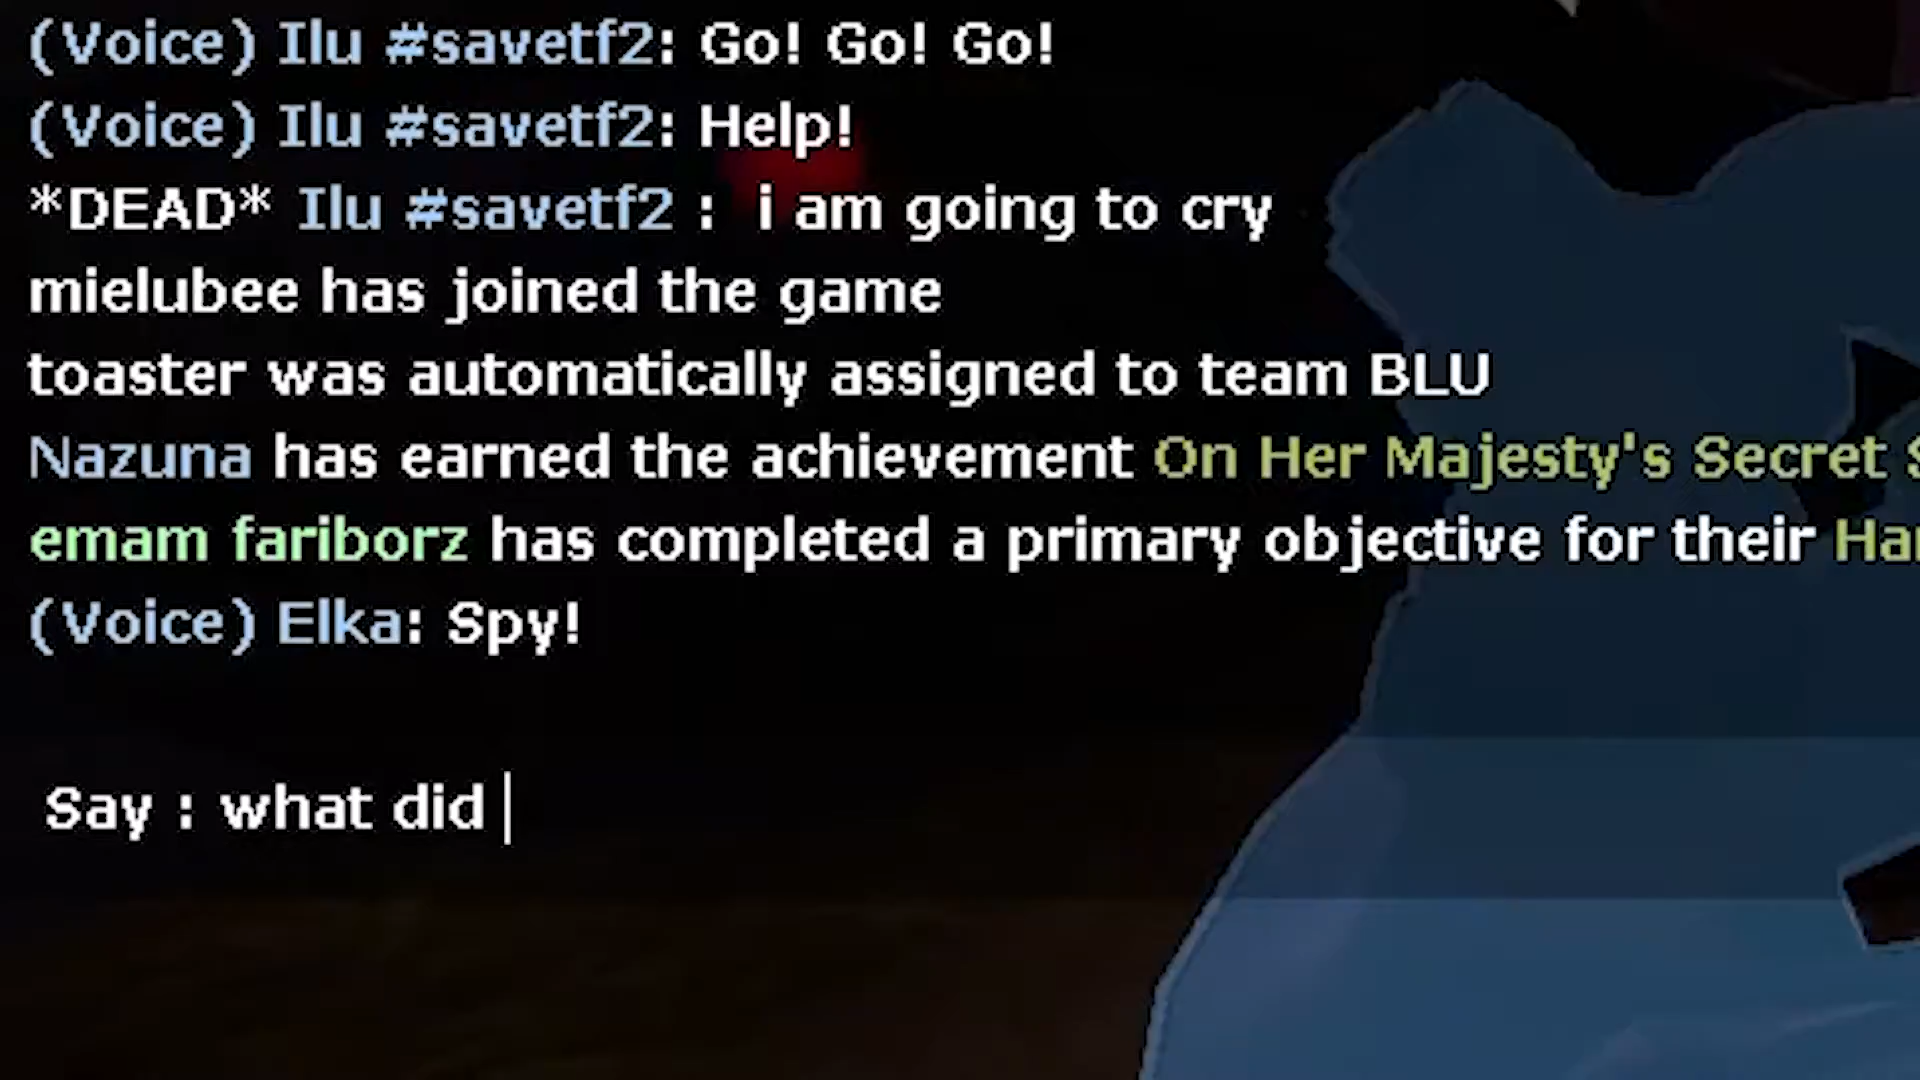 (Voice) Ilu #savetf2: Go! Go! Go!
(Voice) Ilu #savetf2: Help!
*DEAD* Ilu #savetf2 :  i am going to cry
mielubee has joined the game
toaster was automatically assigned to team BLU
Nazuna has earned the achievement On Her Majesty's Secret
emam fariborz has completed a primary objective for their
(Voice) Elka: Spy!
Say : what did